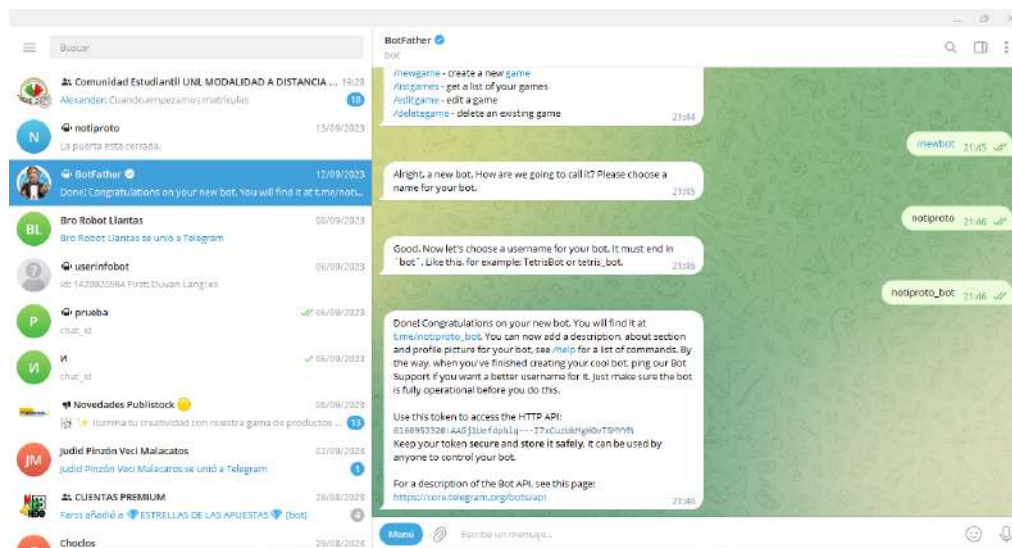 Buscar
Comunidad Estudiantil UNL MODALIDAD A DISTANCIA ... 19:28
Alexander: Cuando empezamos matriculas
18
N
notiproto 13/09/2023
La puerta esta cerrada.
BotFather 12/09/2023
Done! Congratulations on your new bot. You will find it at t.me/noti...
BL
Bro Robot Llantas 08/09/2023
Bro Robot Llantas se unió a Telegram
userinfobot 06/09/2023
First: Duvan
P
prueba 06/09/2023
chat_id
И
и 06/09/2023
chat_id
Novedades Publistock
Ilumina tu creatividad con nuestra gama de productos ...
13
JM
Judid Pinzón Veci Malacatos 02/09/2023
Judid Pinzón Veci Malacatos se unió a Telegram
1
CUENTAS PREMIUM
Farss añadió a ESTRELLAS DE LAS APUESTAS [bot]
4
Choclos 29/08/2023
BotFather
bot
/newgame - create a new game
/listgames - get a list of your games
/editgame - edit a game
/deletegame - delete an existing game
21:44
21:45
Alright, a new bot. How are we going to call it? Please choose a
name for your bot.
21:45
notiproto 21:46
Good. Now let's choose a username for your bot. It must end in
`bot`. Like this, for example: TetrisBot or tetris_bot.
21:46
notiproto_bot 21:46
Done! Congratulations on your new bot. You will find it at
t.me/notiproto_bot. You can now add a description, about section
and profile picture for your bot, see /help for a list of commands. By
the way, when you've finished creating your cool bot, ping our Bot
Support if you want a better username for it. Just make sure the bot
is fully operational before you do this.
Use this token to access the HTTP API:
Keep your token secure and store it safely, it can be used by
anyone to control your bot.
For a description of the Bot API, see this page:
https://core.telegram.org/bots/api
21:46
Menú
Escribe un mensaje...